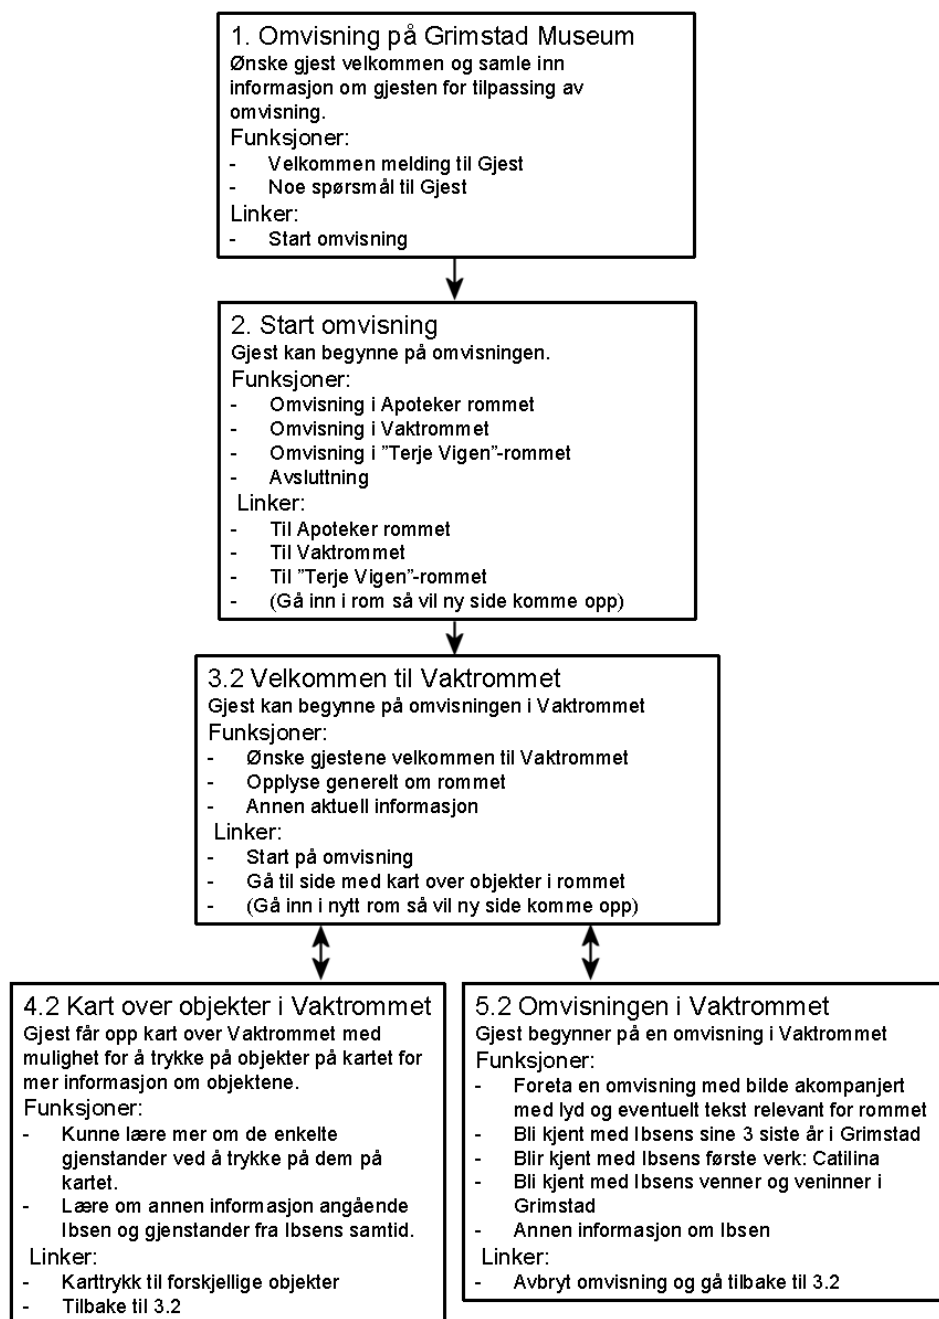 1. Omvisning på Grimstad Museum
Ønske gjest velkommen og samle inn
informasjon om gjesten for tilpassing av
omvisning.
Funksjoner:
- Velkommen melding til Gjest
- Noe spørsmål til Gjest
Linker:
- Start omvisning
2. Start omvisning
Gjest kan begynne på omvisningen.
Funksjoner:
- Omvisning i Apoteker rommet
- Omvisning i Vaktrommet
- Omvisning i ”Terje Vigen”-rommet
- Avsluttning
Linker:
- Til Apoteker rommet
- Til Vaktrommet
- Til ”Terje Vigen”-rommet
- (Gå inn i rom så vil ny side komme opp)
3.2 Velkommen til Vaktrommet
Gjest kan begynne på omvisningen i Vaktrommet
Funksjoner:
- Ønske gjestene velkommen til Vaktrommet
- Opplyse generelt om rommet
- Annen aktuell informasjon
Linker:
- Start på omvisning
- Gå til side med kart over objekter i rommet
- (Gå inn i nytt rom så vil ny side komme opp)
4.2 Kart over objekter i Vaktrommet
Gjest får opp kart over Vaktrommet med
mulighet for å trykke på objekter på kartet for
mer informasjon om objektene.
Funksjoner:
- Kunne lære mer om de enkelte
gjenstander ved å trykke på dem på
kartet.
- Lære om annen informasjon angående
Ibsen og gjenstander fra Ibsens samtid.
Linker:
- Karttrykk til forskjellige objekter
- Tilbake til 3.2
5.2 Omvisningen i Vaktrommet
Gjest begynner på en omvisning i Vaktrommet
Funksjoner:
- Foreta en omvisning med bilde akompanjert
med lyd og eventuelt tekst relevant for rommet
- Bli kjent med Ibsens sine 3 siste år i Grimstad
- Blir kjent med Ibsens første verk: Catilina
- Bli kjent med Ibsens venner og veninner i
Grimstad
- Annen informasjon om Ibsen
Linker:
- Avbryt omvisning og gå tilbake til 3.2